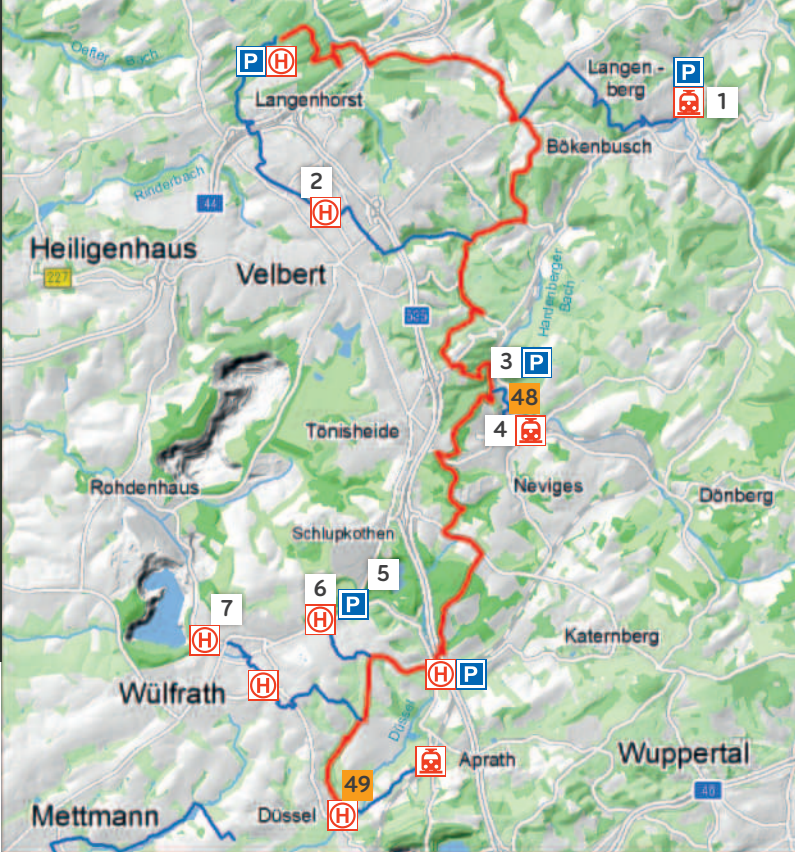 Oefter Bach
P H
Langenhorst
Langen-
berg
P
1
Bökenbusch
2
H
Rinderbach
44
Heiligenhaus
227
Velbert
Hardenberger
Bach
535
3 P
48
4
Tönisheide
Neviges
Rohdenhaus
Dönberg
Schlupkothen
5
6 P
H
7
H
Katernberg
H P
H
Wülfrath
Düssel
Aprath
Wuppertal
49
46
Mettmann
Düssel H